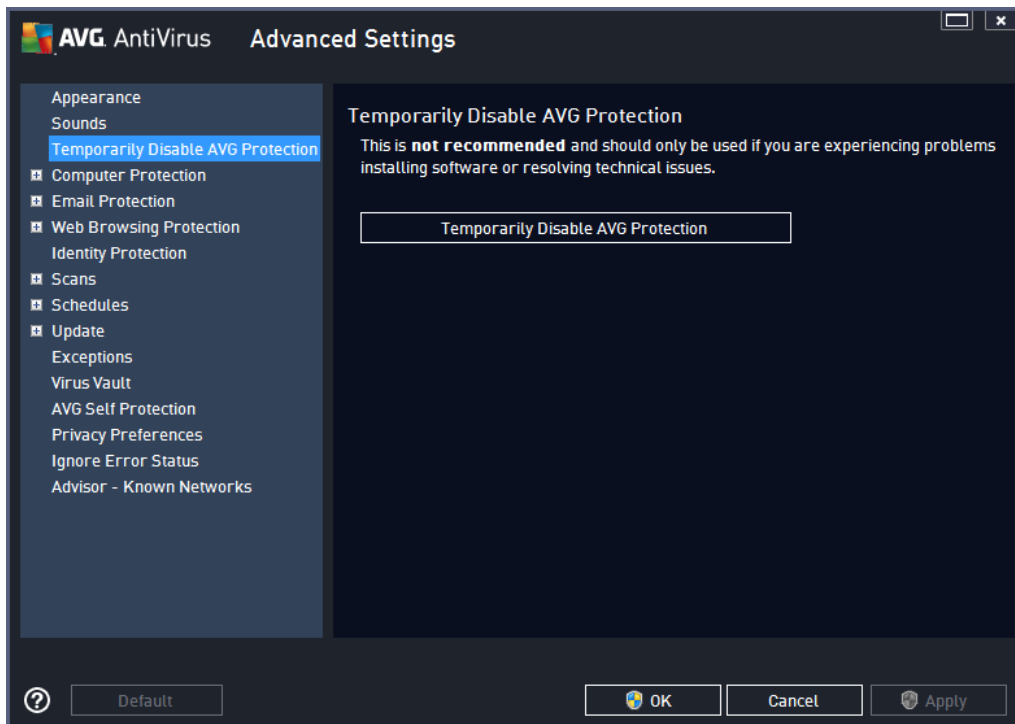 AVG. AntiVirus Advanced Settings
Appearance
Sounds
Temporarily Disable AVG Protection
Computer Protection
Email Protection
Web Browsing Protection
Identity Protection
Scans
Schedules
Update
Exceptions
Virus Vault
AVG Self Protection
Privacy Preferences
Ignore Error Status
Advisor - Known Networks
Temporarily Disable AVG Protection
This is not recommended and should only be used if you are experiencing problems
installing software or resolving technical issues.
Temporarily Disable AVG Protection
Default
OK
Cancel
Apply